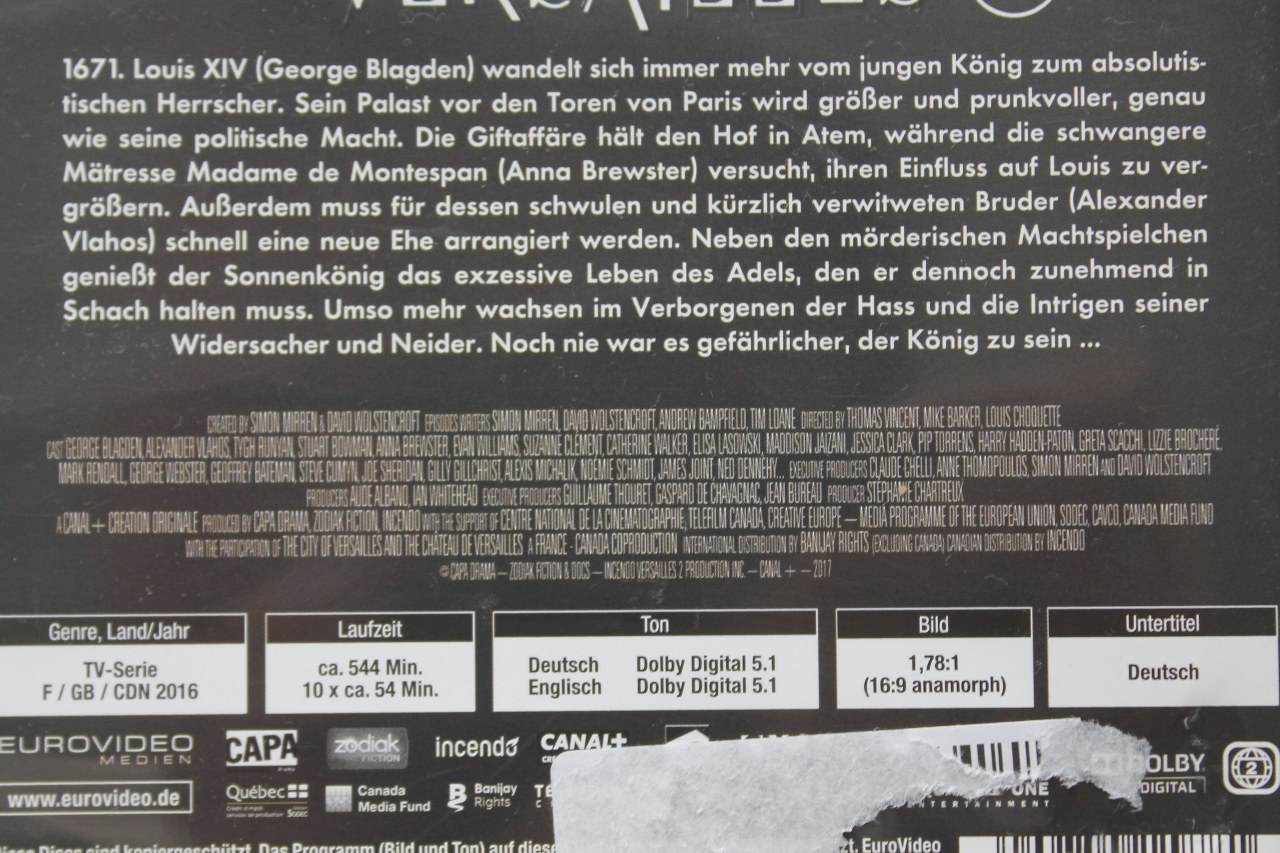 VERSAILLES
1671. Louis XIV (George Blagden) wandelt sich immer mehr vom jungen König zum absolutis-
tischen Herrscher. Sein Palast vor den Toren von Paris wird größer und prunkvoller, genau
wie seine politische Macht. Die Giftaffäre hält den Hof in Atem, während die schwangere
Mätresse Madame de Montespan (Anna Brewster) versucht, ihren Einfluss auf Louis zu ver-
größern. Außerdem muss für dessen schwulen und kürzlich verwitweten Bruder (Alexander
Vlahos) schnell eine neue Ehe arrangiert werden. Neben den mörderischen Machtspielchen
genießt der Sonnenkönig das exzessive Leben des Adels, den er dennoch zunehmend in
Schach halten muss. Umso mehr wachsen im Verborgenen der Hass und die Intrigen seiner
Widersacher und Neider. Noch nie war es gefährlicher, der König zu sein ...
CREATED BY SIMON MIRREN & DAVID WOLSTENCROFT EPISODES WRITERS SIMON MIRREN, DAVID WOLSTENCROFT, ANDREW BAMPFIELD, TIM LOANE DIRECTED BY THOMAS VINCENT, MIKE BARKER, LOUIS CHOQUETTE
CAST GEORGE BLAGDEN, ALEXANDER VLAHOS, TYGH RUNYAN, STUART BOWMAN, ANNA BREWSTER, EVAN WILLIAMS, SUZANNE CLÉMENT, CATHERINE WALKER, ELISA LASOWSKI, MADDISON JAIZANI, JESSICA CLARK, PIP TORRENS, HARRY HADDEN-PATON, GRETA SCACCHI, LIZZIE BROCHERÉ,
MARK RENDALL, GEORGE WEBSTER, GEOFFREY BATEMAN, STEVE CUMYN, JOE SHERIDAN, GILLY GILCHRIST, ALEXIS MICHALIK, NOÉMIE SCHMIDT, JAMES JOINT, NED DENNEHY. EXECUTIVE PRODUCERS CLAUDE CHELLI, ANNE THOMOPOULOS, SIMON MIRREN AND DAVID WOLSTENCROFT
PRODUCERS AUDE ALBANO, IAN WHITEHEAD EXECUTIVE PRODUCERS GUILLAUME THOURET, GASPARD DE CHAVAGNAC, JEAN BUREAU PRODUCER STEPHANIE CHARTREUX
A CANAL + CREATION ORIGINALE PRODUCED BY CAPA DRAMA, ZODIAK FICTION, INCENDO WITH THE SUPPORT OF CENTRE NATIONAL DE LA CINEMATOGRAPHIE, TELEFILM CANADA, CREATIVE EUROPE — MEDIA PROGRAMME OF THE EUROPEAN UNION, SODEC, CAVCO, CANADA MEDIA FUND
WITH THE PARTICIPATION OF THE CITY OF VERSAILLES AND THE CHÂTEAU DE VERSAILLES A FRANCE - CANADA COPRODUCTION INTERNATIONAL DISTRIBUTION BY BANIJAY RIGHTS (EXCLUDING CANADA) CANADIAN DISTRIBUTION BY INCENDO
© CAPA DRAMA — ZODIAK FICTION & DOCS — INCENDO VERSAILLES 2 PRODUCTION INC. — CANAL + — 2017
Genre, Land/Jahr
TV-Serie
F / GB / CDN 2016
Laufzeit
ca. 544 Min.
10 x ca. 54 Min.
Ton
Deutsch Dolby Digital 5.1
Englisch Dolby Digital 5.1
Bild
1,78:1
(16:9 anamorph)
Untertitel
Deutsch
EUROVIDEO
MEDIEN
CAPA
zodiak
FICTION
incendo
CANAL+
DOLBY
DIGITAL
2
www.eurovideo.de
Québec
SODEC
Canada
Media Fund
Banijay
Rights
ONE
ENTERTAINMENT
Discs sind kopiergeschützt. Das Programm (Bild und Ton) auf diese
EuroVideo